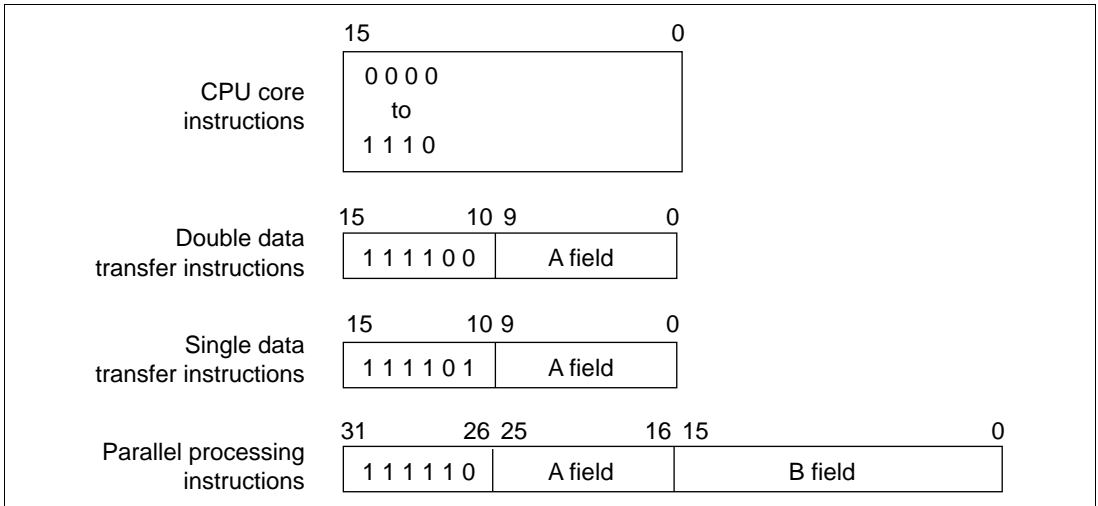 15 0
CPU core
instructions
0 0 0 0
to
1 1 1 0
15 10 9 0
Double data
transfer instructions
1 1 1 1 0 0 A field
15 10 9 0
Single data
transfer instructions
1 1 1 1 0 1 A field
31 26 25 16 15 0
Parallel processing
instructions
1 1 1 1 1 0 A field B field